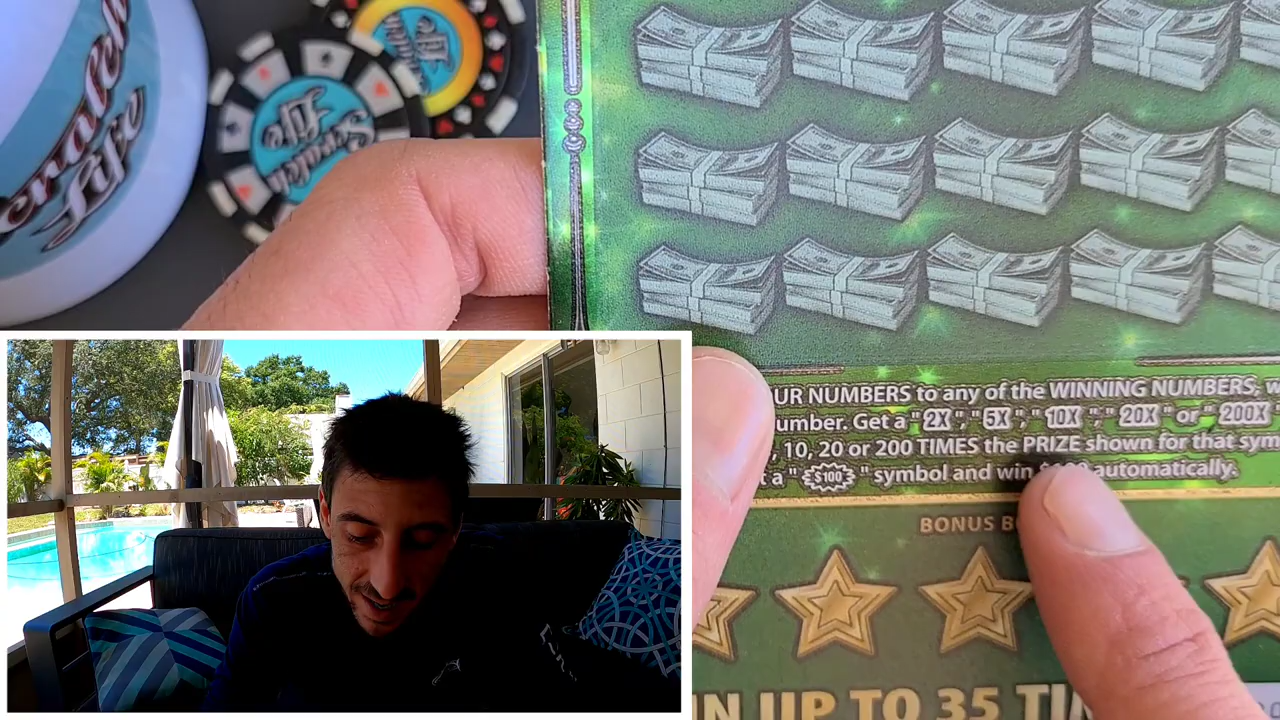 Scratch Life
Scratch Life
Scratch Life
UR NUMBERS to any of the WINNING NUMBERS, w
umber. Get a "2X", "5X", "10X", "20X" or "200X
, 10, 20 or 200 TIMES the PRIZE shown for that sym
t a "$100" symbol and win automatically.
BONUS
N UP TO 35 TI